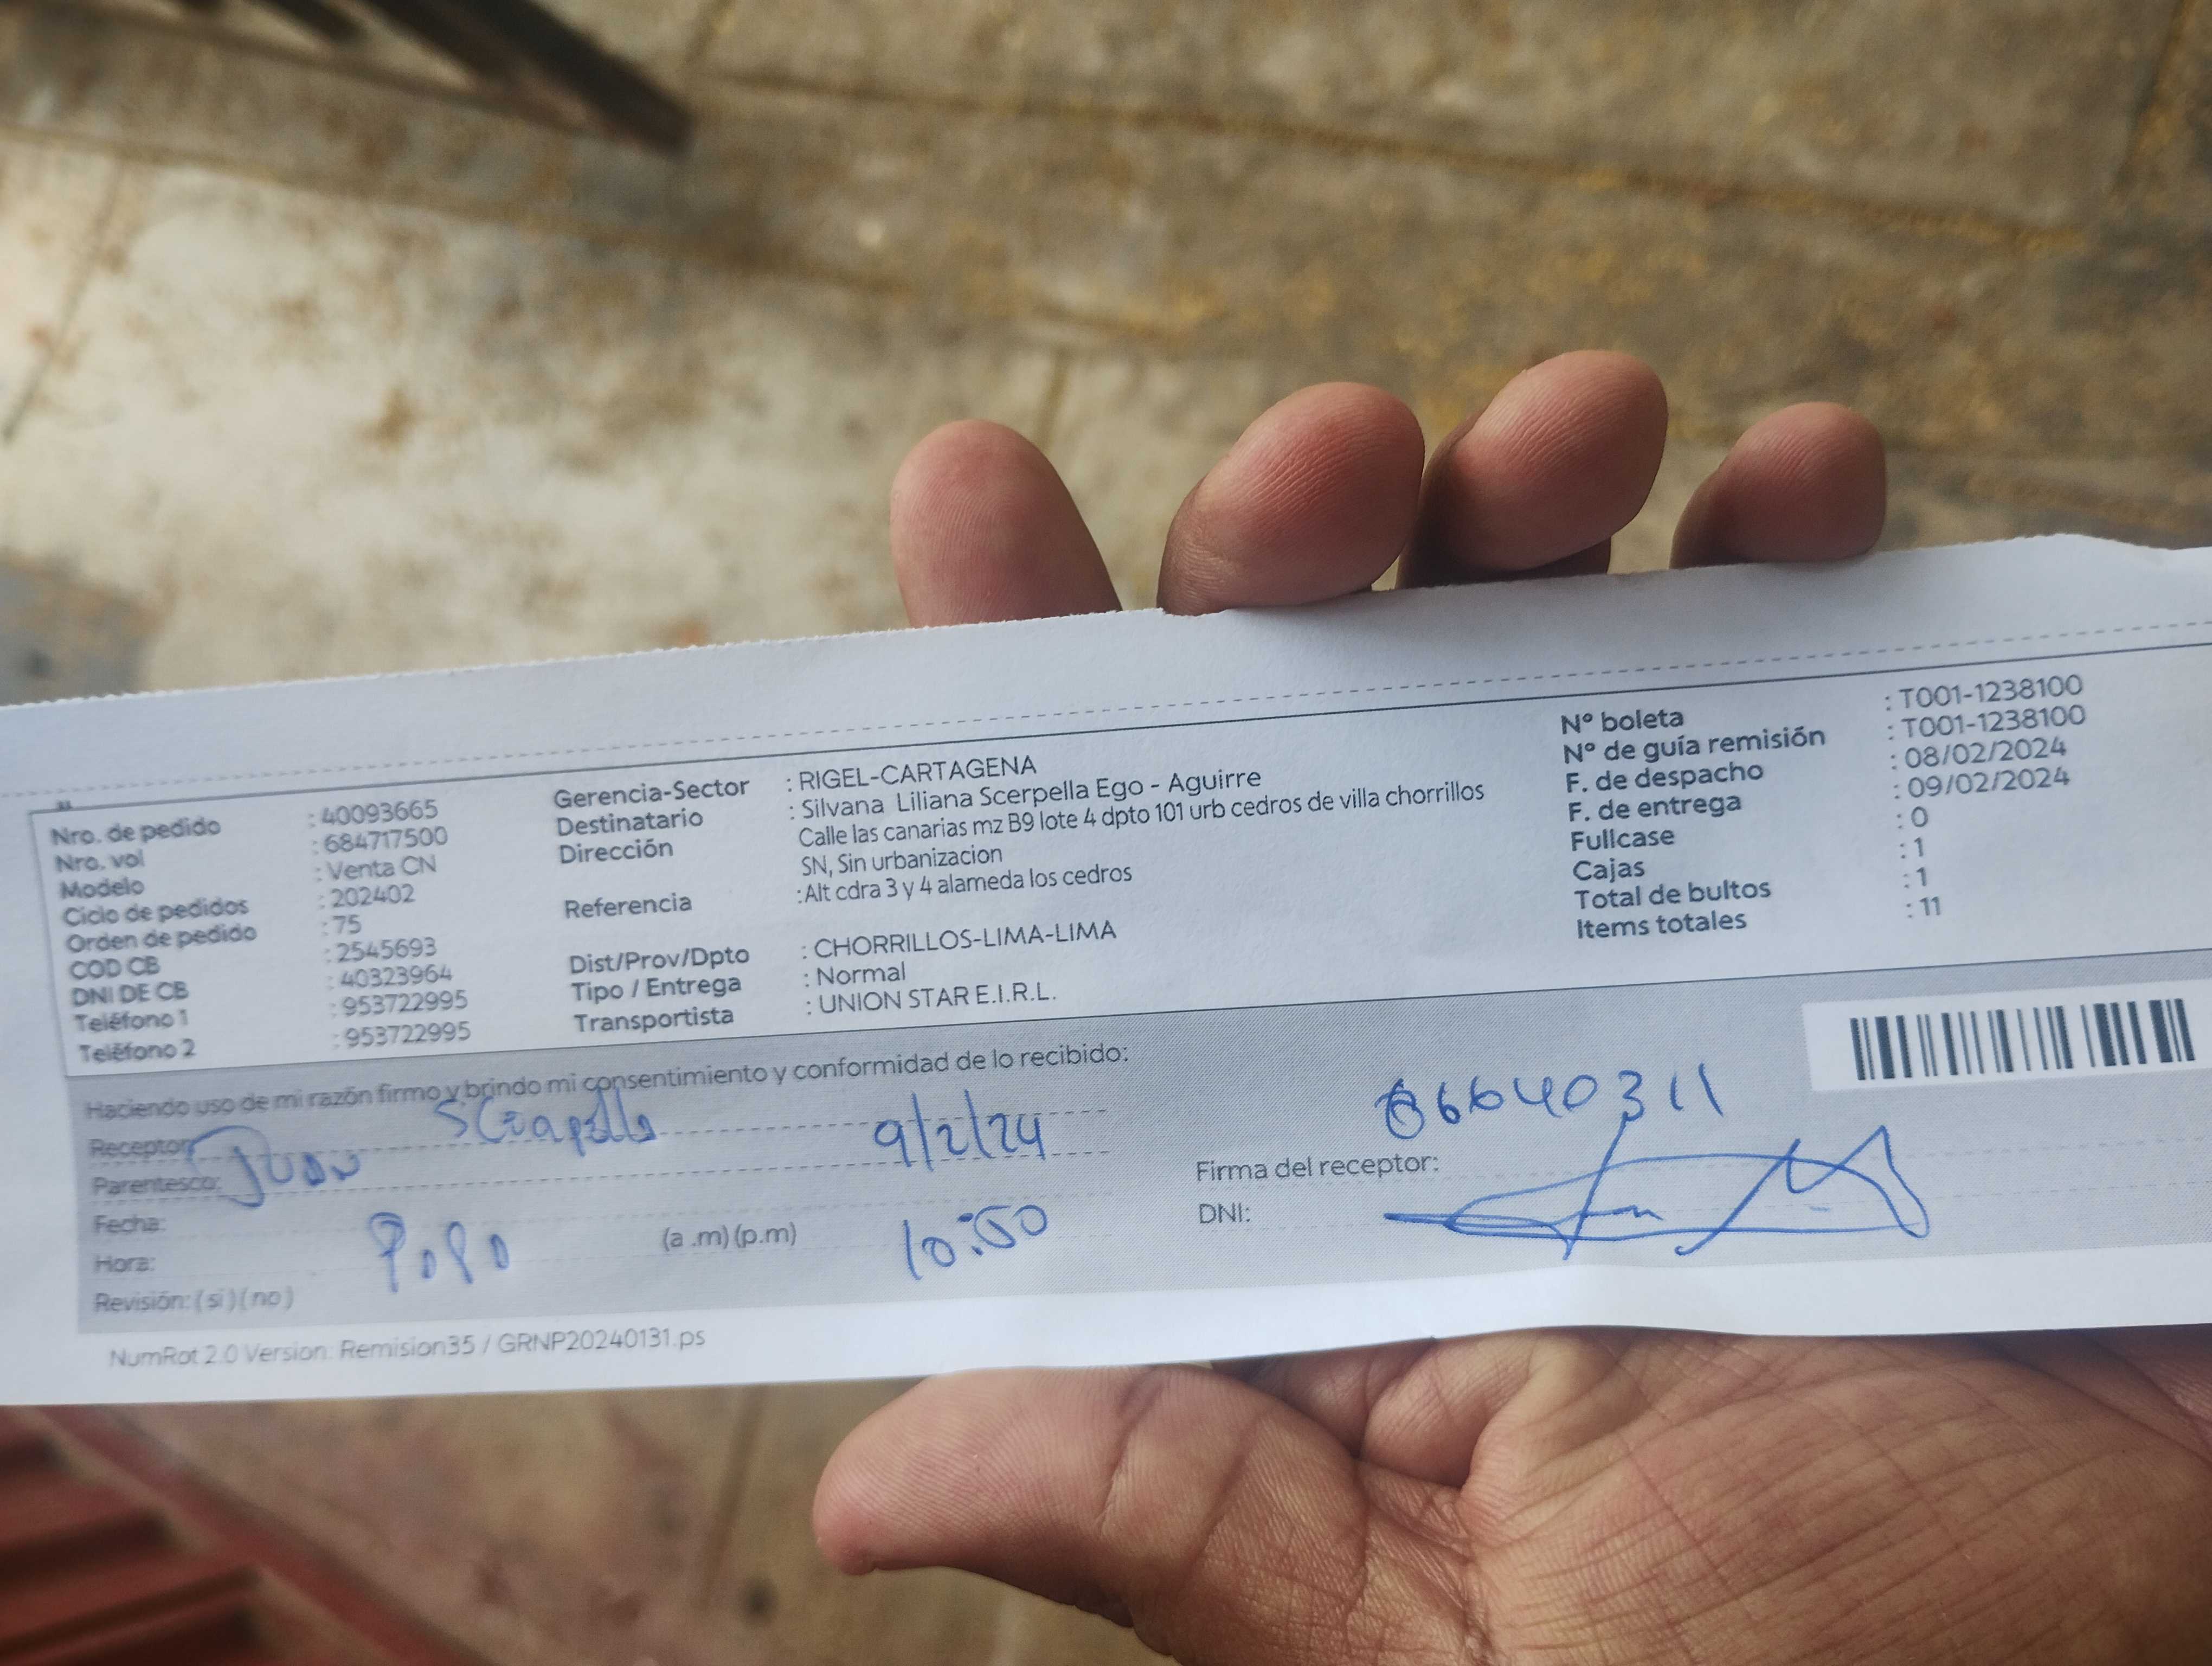 Nro. de pedido : 40093665
Nro. vol : 684717500
Modelo : Venta CN
Ciclo de pedidos : 202402
Orden de pedido : 75
COD CB : 2545693
DNI DE CB : 40323964
Teléfono 1 : 953722995
Teléfono 2 : 953722995
Gerencia-Sector : RIGEL-CARTAGENA
Destinatario : Silvana Liliana Scerpella Ego - Aguirre
Dirección Calle las canarias mz B9 lote 4 dpto 101 urb cedros de villa chorrillos
SN, Sin urbanizacion
Referencia :Alt cdra 3 y 4 alameda los cedros
Dist/Prov/Dpto : CHORRILLOS-LIMA-LIMA
Tipo / Entrega : Normal
Transportista : UNION STAR E.I.R.L.
Nº boleta : T001-1238100
Nº de guía remisión : T001-1238100
F. de despacho : 08/02/2024
F. de entrega : 09/02/2024
Fullcase : 0
Cajas : 1
Total de bultos : 1
Items totales : 11
Haciendo uso de mi razón firmo y brindo mi consentimiento y conformidad de lo recibido:
Receptor:
Parentesco: Juan 9/2/24
Fecha:
Hora: Papa (a .m) (p.m) 10:50
Revisión: (si) (no)
6640311
Firma del receptor:
DNI:
NumRot 2.0 Version: Remision35 / GRNP20240131.ps